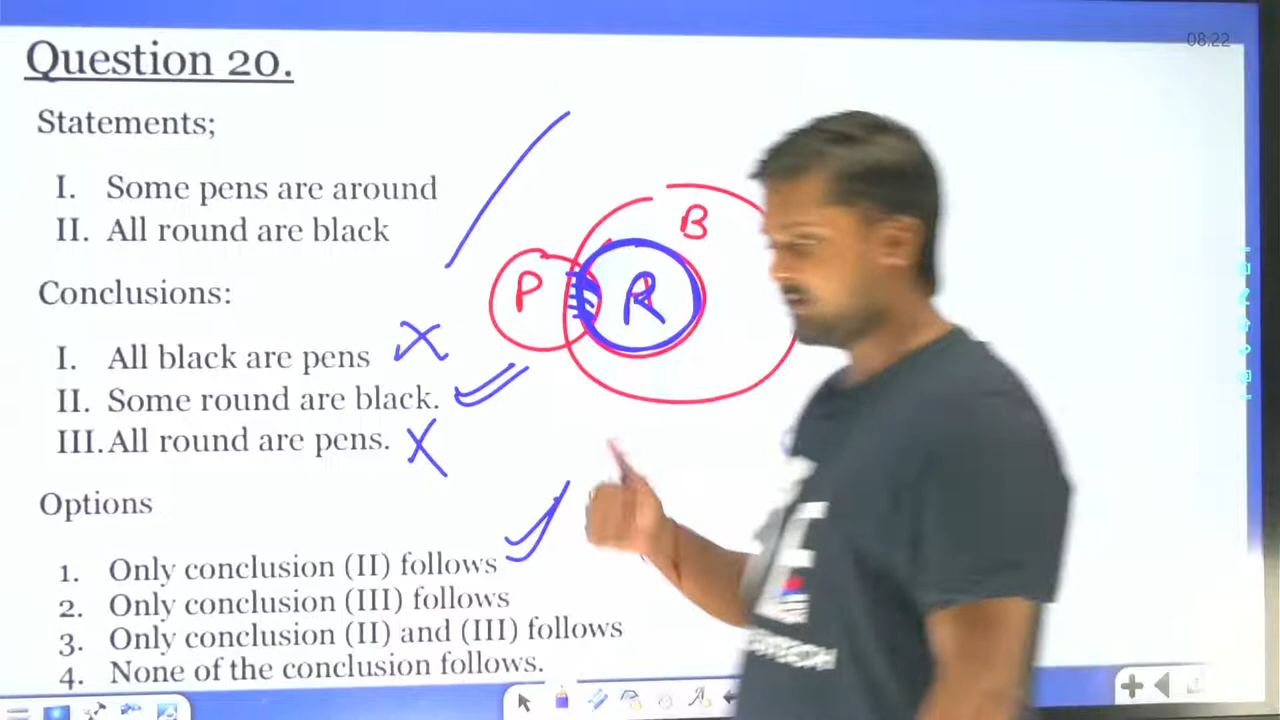 08:22
Question 20.
Statements;
I. Some pens are around
II. All round are black
Conclusions:
I. All black are pens
II. Some round are black.
III. All round are pens.
Options
1. Only conclusion (II) follows
2. Only conclusion (III) follows
3. Only conclusion (II) and (III) follows
4. None of the conclusion follows.
B
P
R